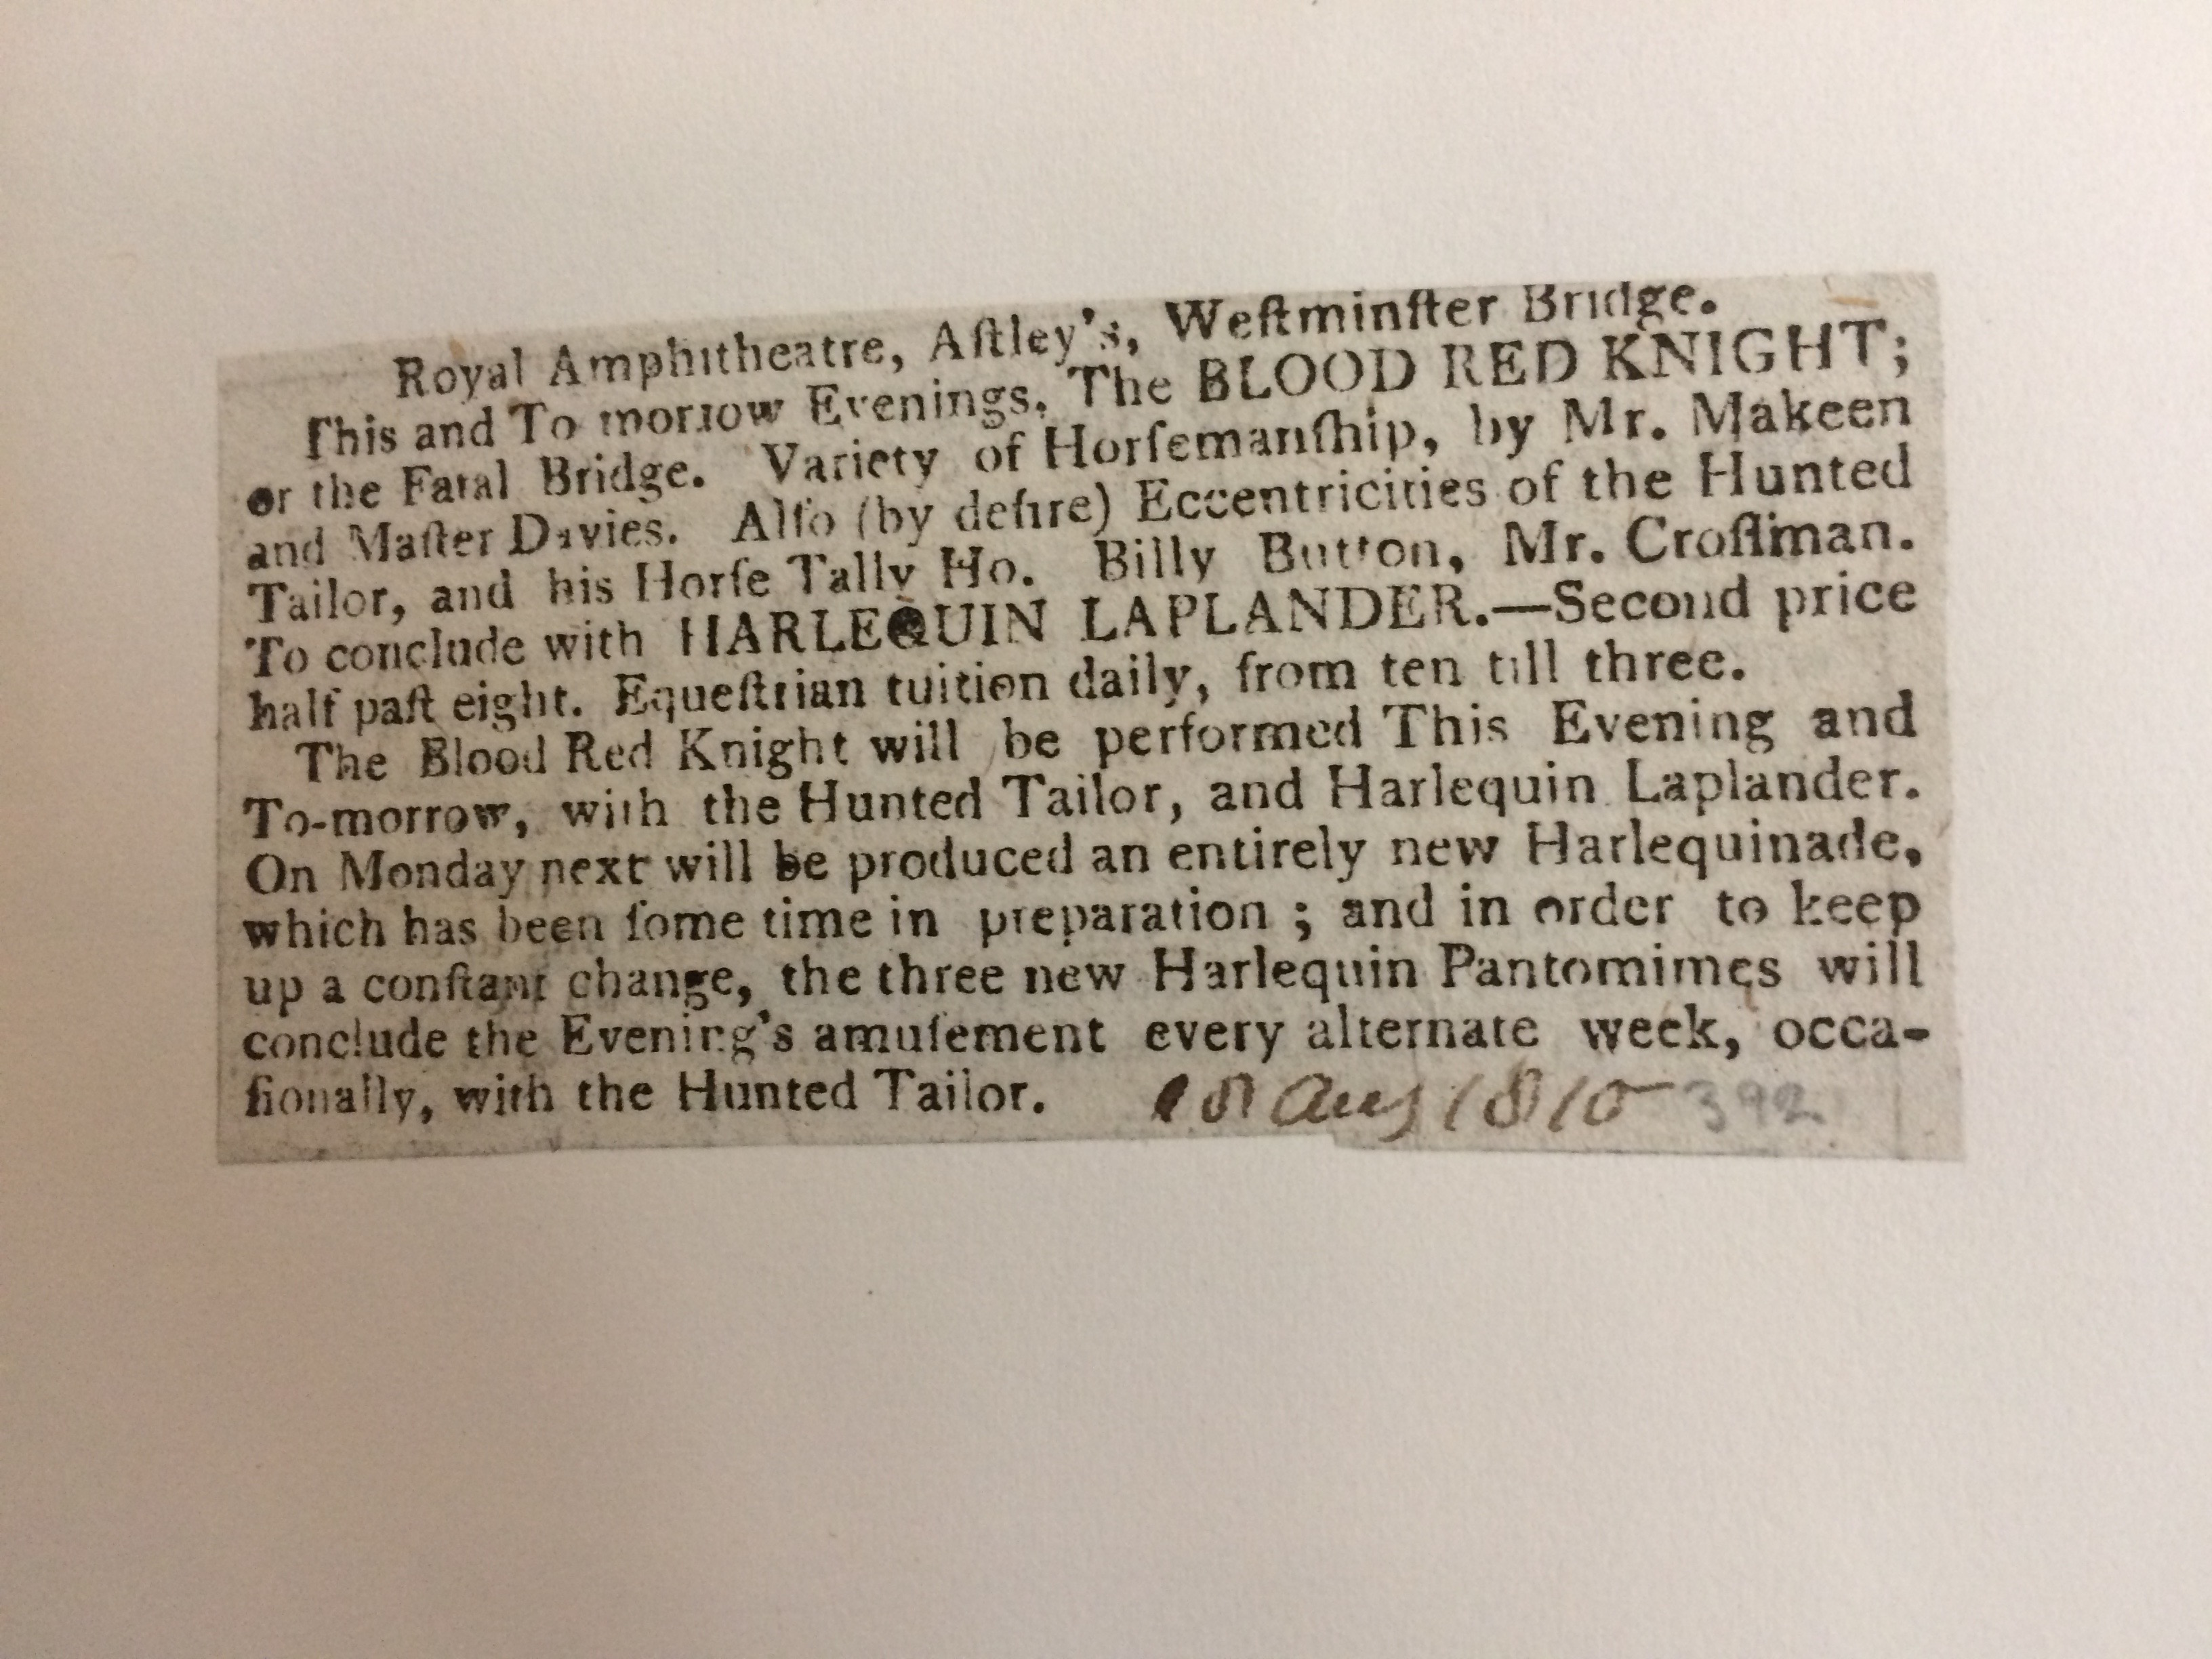 Royal Amphitheatre, Aſtley's, Weſtminſter Bridge.
This and To morrow Evenings, The BLOOD RED KNIGHT;
or the Fatal Bridge. Variety of Horſemanſhip, by Mr. Makeen
and Maſter Davies. Alſo (by deſire) Eccentricities of the Hunted
Tailor, and his Horſe Tally Ho. Billy Button, Mr. Croſſman.
To conclude with HARLEQUIN LAPLANDER.—Second price
half paſt eight. Equeſtrian tuition daily, from ten till three.
The Blood Red Knight will be performed This Evening and
To-morrow, with the Hunted Tailor, and Harlequin Laplander.
On Monday next will be produced an entirely new Harlequinade,
which has been ſome time in preparation ; and in order to keep
up a conſtant change, the three new Harlequin Pantomimes will
conclude the Evening's amuſement every alternate week, occa-
ſionally, with the Hunted Tailor.
Aug 1810 392